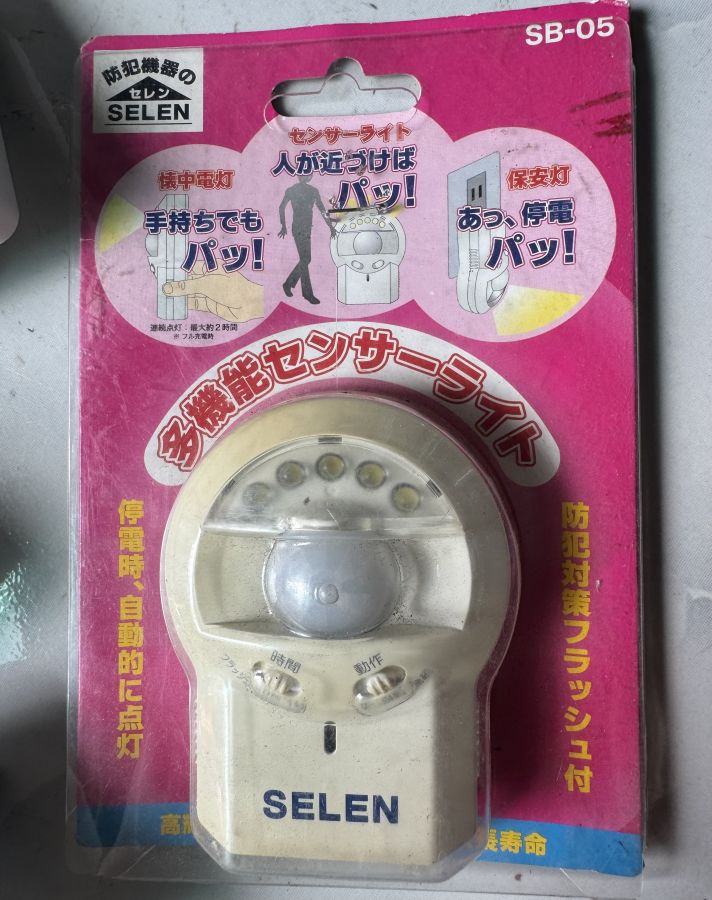 SB-05
防犯機器の
セレン
SELEN
センサーライト
人が近づけば
パッ!
懐中電灯
手持ちでも
パッ!
連続点灯:最大約2時間
※フル充電時
保安灯
あっ、停電
パッ!
多機能センサーライト
停電時、自動的に点灯
防犯対策フラッシュ付
時間
動作
SELEN
高
長寿命